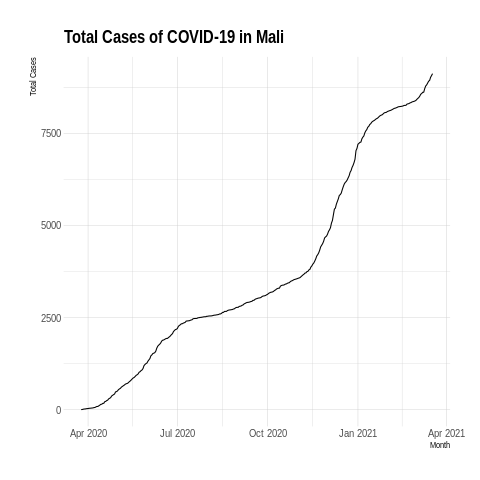 Total Cases of COVID-19 in Mali
Total Cases
7500
5000
2500
0
Apr 2020 Jul 2020 Oct 2020 Jan 2021 Apr 2021
Month